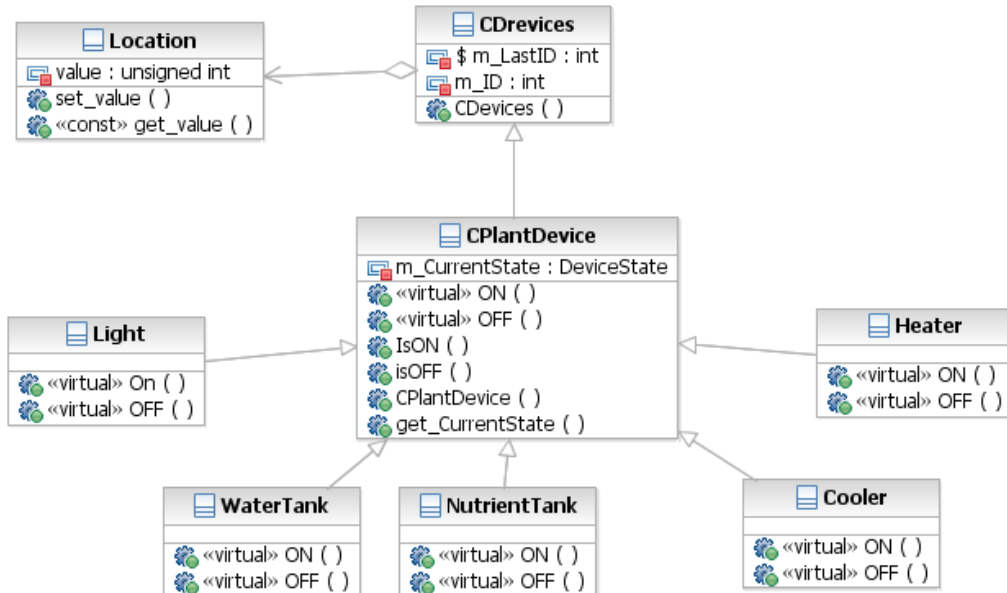 Location
value : unsigned int
set_value ( )
«const» get_value ( )
CDrevices
$ m_LastID : int
m_ID : int
CDevices ( )
CPlantDevice
m_CurrentState : DeviceState
«virtual» ON ( )
«virtual» OFF ( )
IsON ( )
isOFF ( )
CPlantDevice ( )
get_CurrentState ( )
Light
«virtual» On ( )
«virtual» OFF ( )
Heater
«virtual» ON ( )
«virtual» OFF ( )
WaterTank
«virtual» ON ( )
«virtual» OFF ( )
NutrientTank
«virtual» ON ( )
«virtual» OFF ( )
Cooler
«virtual» ON ( )
«virtual» OFF ( )